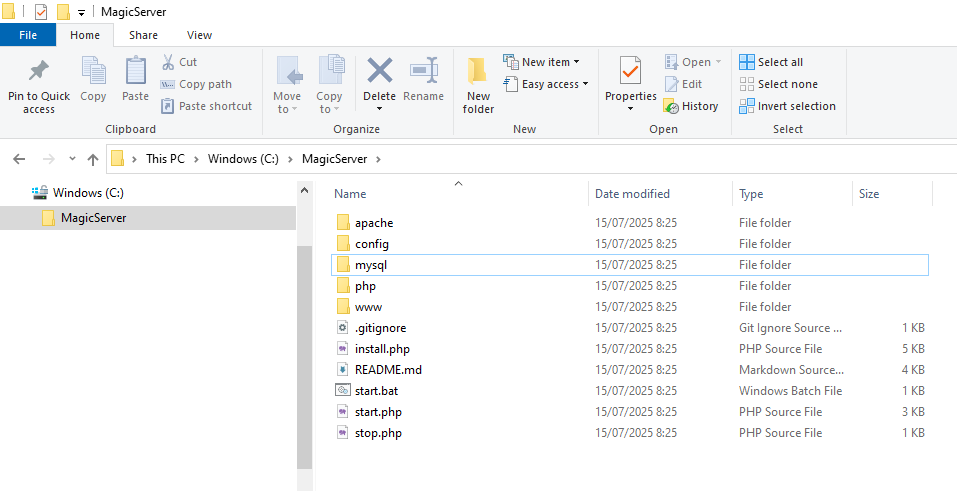 MagicServer
File Home Share View
Pin to Quick access Copy Paste Cut Copy path Paste shortcut Move to Copy to Delete Rename New folder New item Easy access Properties Open Edit History Select all Select none Invert selection
Clipboard Organize New Open Select
This PC Windows (C:) MagicServer
Windows (C:)
MagicServer
Name Date modified Type Size
apache 15/07/2025 8:25 File folder
config 15/07/2025 8:25 File folder
mysql 15/07/2025 8:25 File folder
php 15/07/2025 8:25 File folder
www 15/07/2025 8:25 File folder
.gitignore 15/07/2025 8:25 Git Ignore Source ... 1 KB
install.php 15/07/2025 8:25 PHP Source File 5 KB
README.md 15/07/2025 8:25 Markdown Source... 4 KB
start.bat 15/07/2025 8:25 Windows Batch File 1 KB
start.php 15/07/2025 8:25 PHP Source File 3 KB
stop.php 15/07/2025 8:25 PHP Source File 1 KB